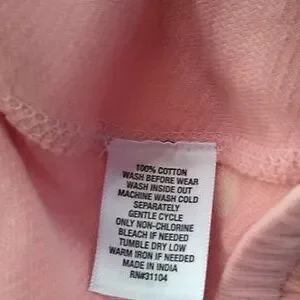 100% COTTON
WASH BEFORE WEAR
WASH INSIDE OUT
MACHINE WASH COLD
SEPARATELY
GENTLE CYCLE
ONLY NON-CHLORINE
BLEACH IF NEEDED
TUMBLE DRY LOW
WARM IRON IF NEEDED
MADE IN INDIA
RN#31104